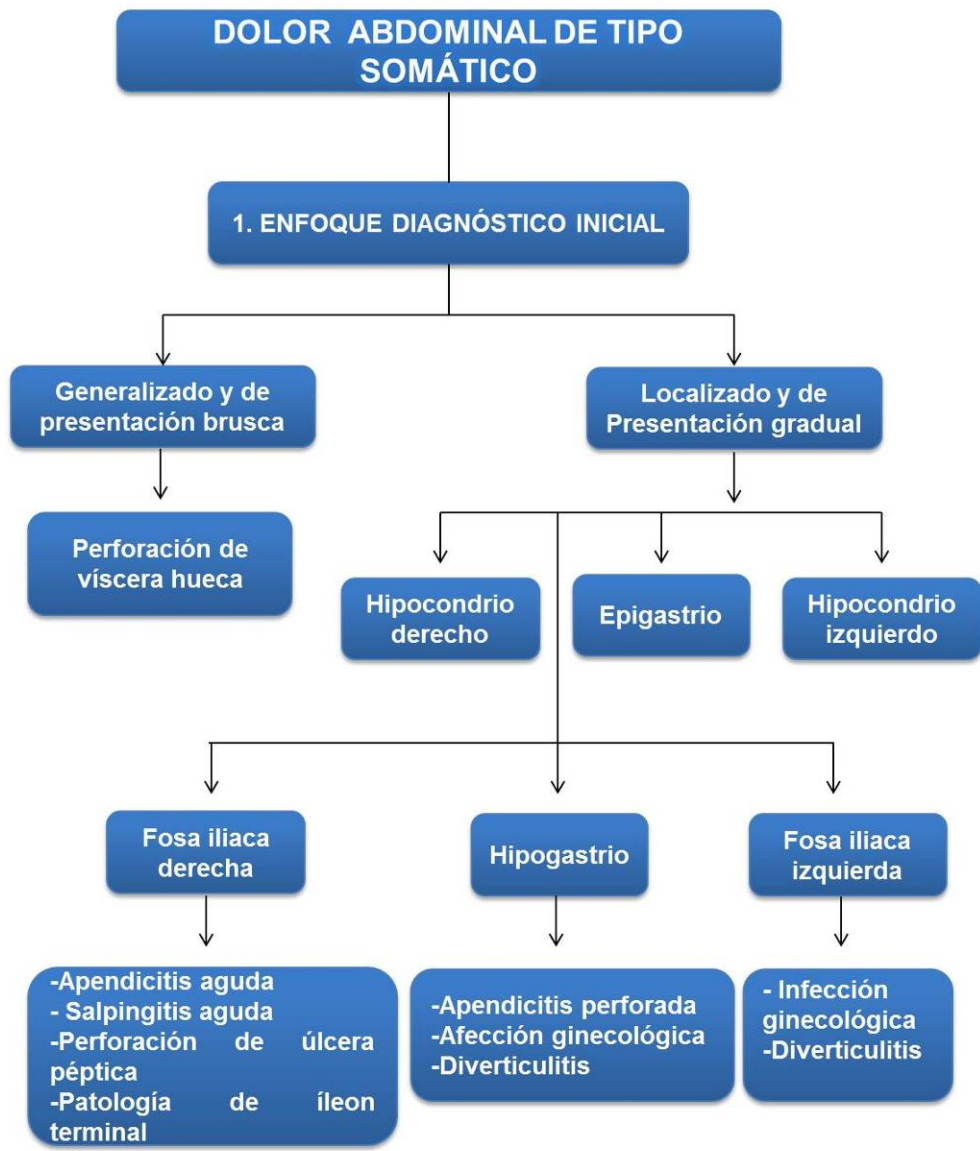 DOLOR ABDOMINAL DE TIPO
SOMÁTICO
1. ENFOQUE DIAGNÓSTICO INICIAL
Generalizado y de
presentación brusca
Localizado y de
Presentación gradual
Perforación de
víscera hueca
Hipocondrio
derecho
Epigastrio
Hipocondrio
izquierdo
Fosa iliaca
derecha
Hipogastrio
Fosa iliaca
izquierda
-Apendicitis aguda
- Salpingitis aguda
-Perforación de úlcera
péptica
-Patología de íleon
terminal
-Apendicitis perforada
-Afección ginecológica
-Diverticulitis
- Infección
ginecológica
-Diverticulitis